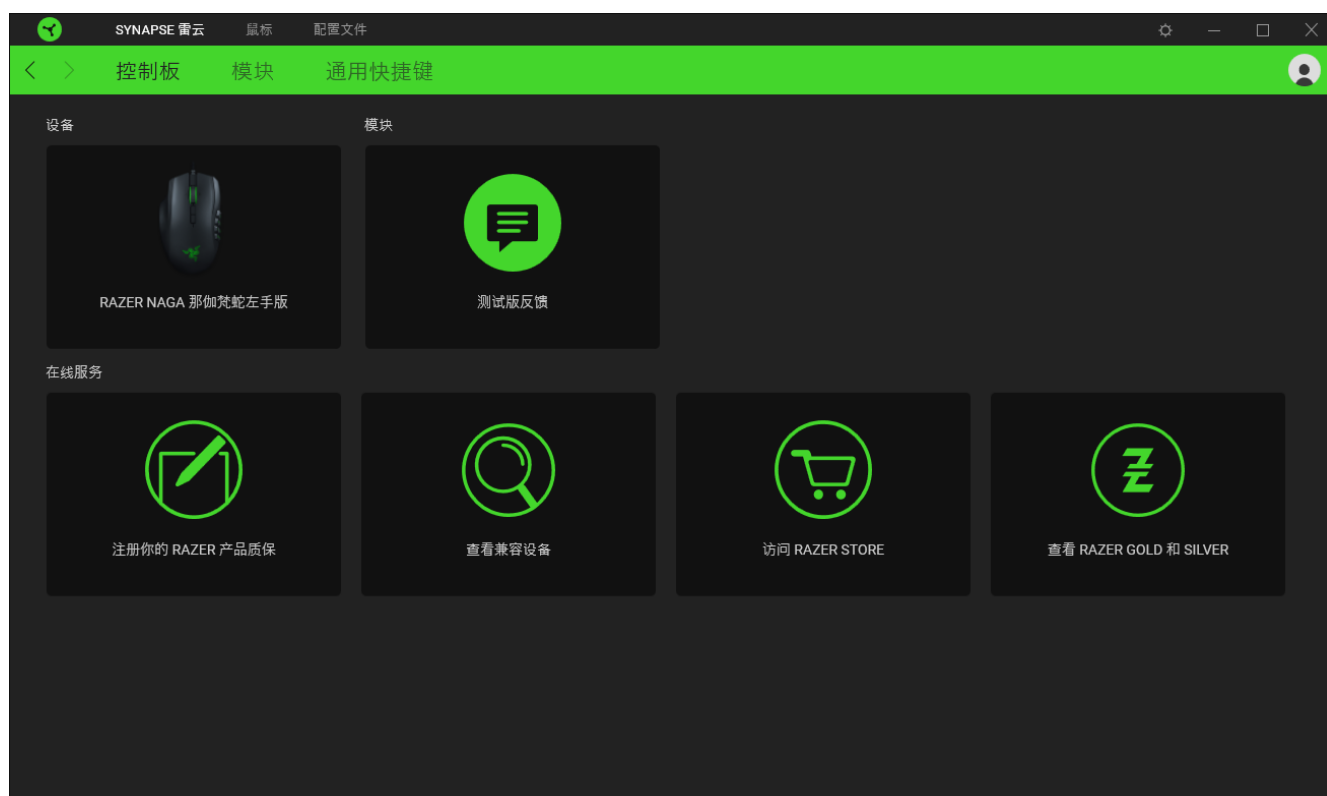 SYNAPSE 雷云 鼠标 配置文件
控制板 模块 通用快捷键
设备 模块
RAZER NAGA 那伽梵蛇左手版 测试版反馈
在线服务
注册你的 RAZER 产品质保 查看兼容设备 访问 RAZER STORE 查看 RAZER GOLD 和 SILVER